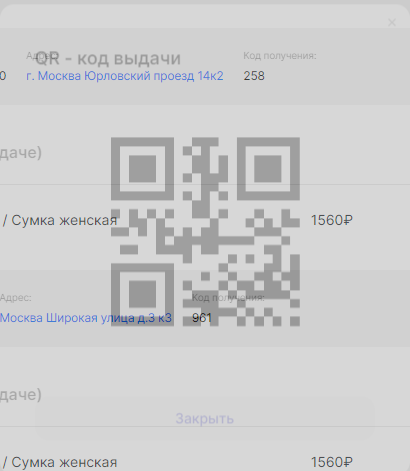 ×
Адрес: Код получения:
QR - код выдачи
0 г. Москва Юрловский проезд 14к2 258
даче)
/ Сумка женская 1560₽
Адрес: Код получения:
Москва Широкая улица д.3 к3 961
даче)
Закрыть
/ Сумка женская 1560₽